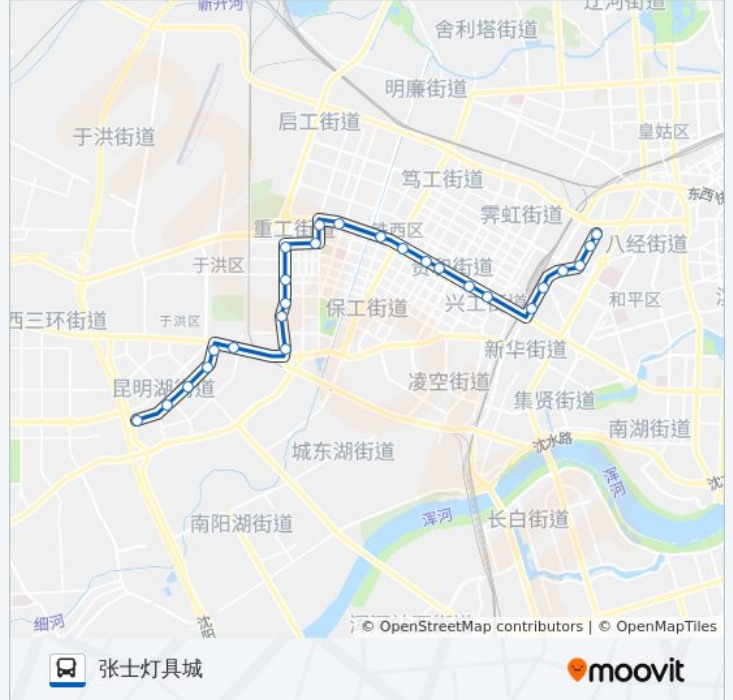 新开河
辽河街道
舍利塔街道
明廉街道
启工街道
于洪街道
皇姑区
笃工街道
东西快
霁虹街道
重工街道
铁西区
八经街道
于洪区
贵和街道
和平区
保工街道
兴工街道
西三环街道
于洪区
新华街道
昆明湖街道
凌空街道
集贤街道
南湖街道
沈水路
城东湖街道
浑河
沈
浑河
长白街道
南阳湖街道
细河
沈阳
© OpenStreetMap contributors | © OpenMapTiles
张士灯具城
moovit